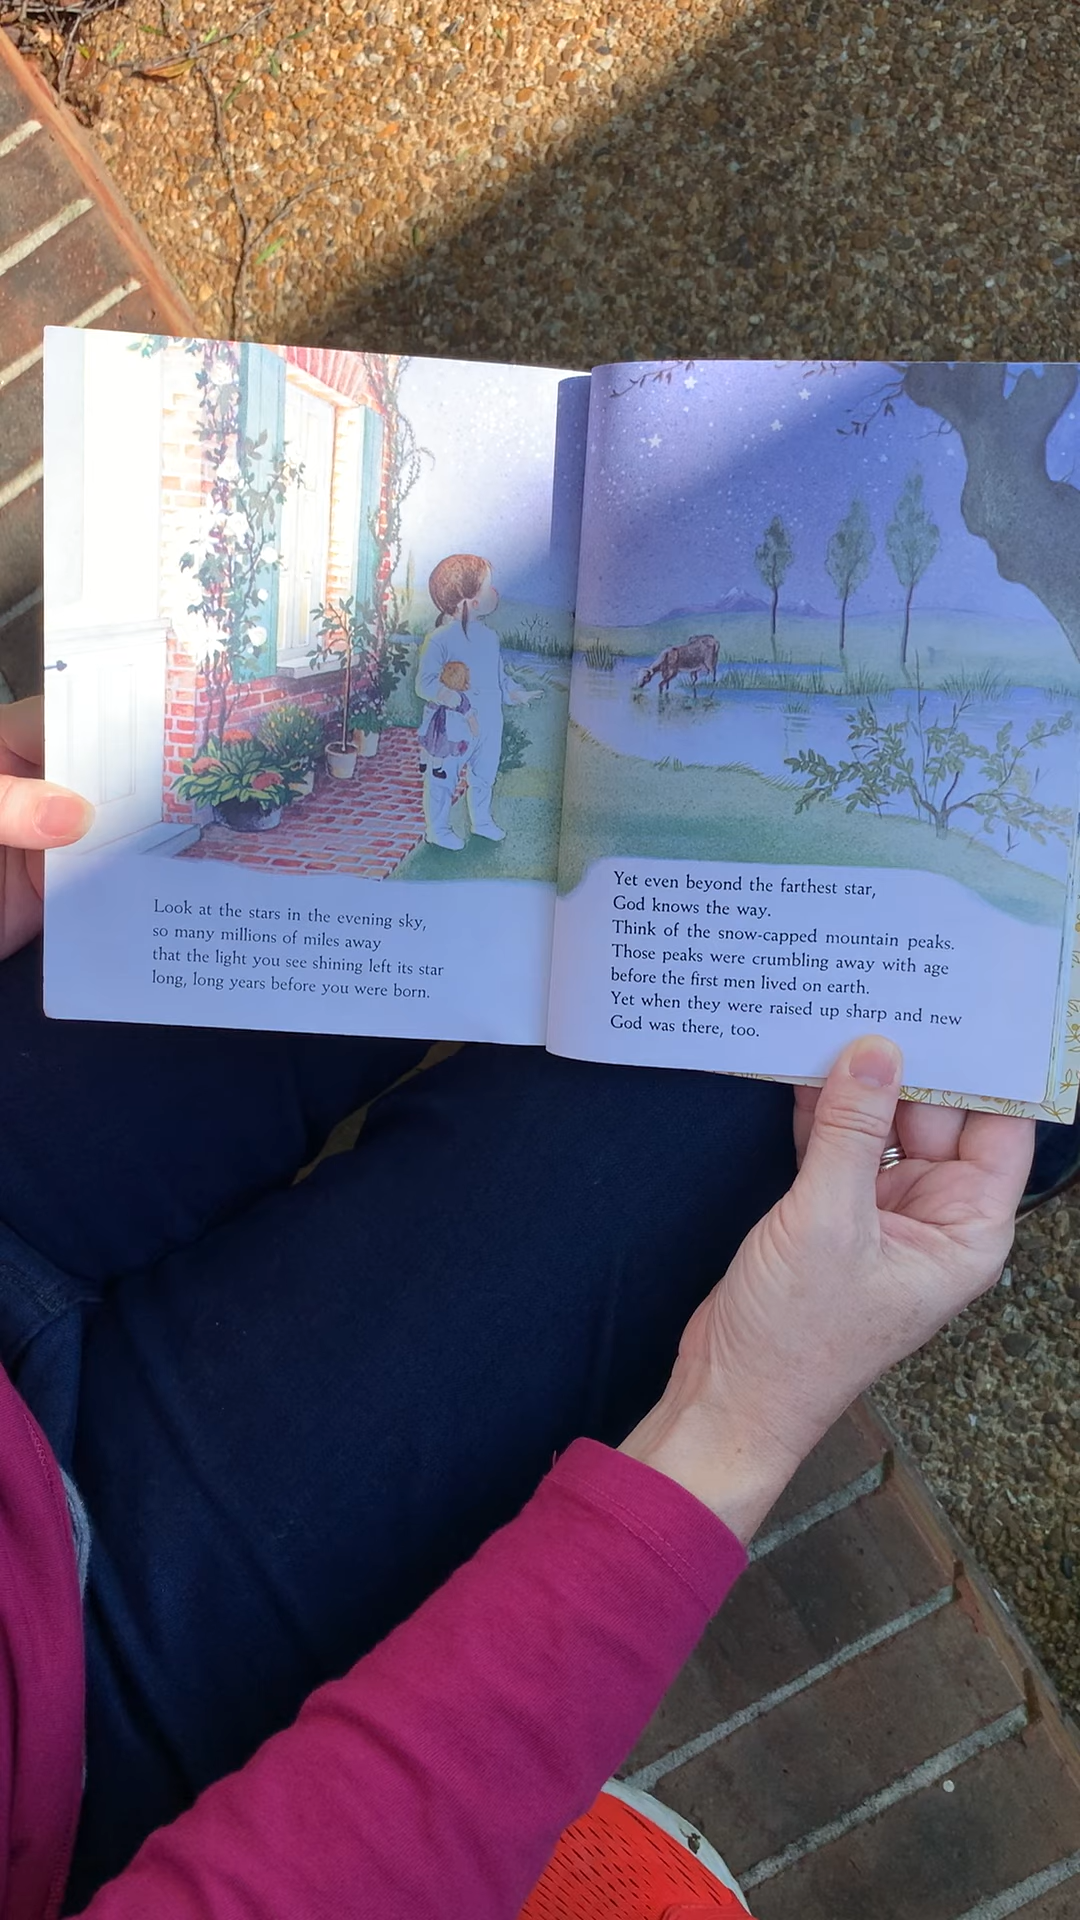 Look at the stars in the evening sky,
so many millions of miles away
that the light you see shining left its star
long, long years before you were born.
Yet even beyond the farthest star,
God knows the way.
Think of the snow-capped mountain peaks.
Those peaks were crumbling away with age
before the first men lived on earth.
Yet when they were raised up sharp and new
God was there, too.